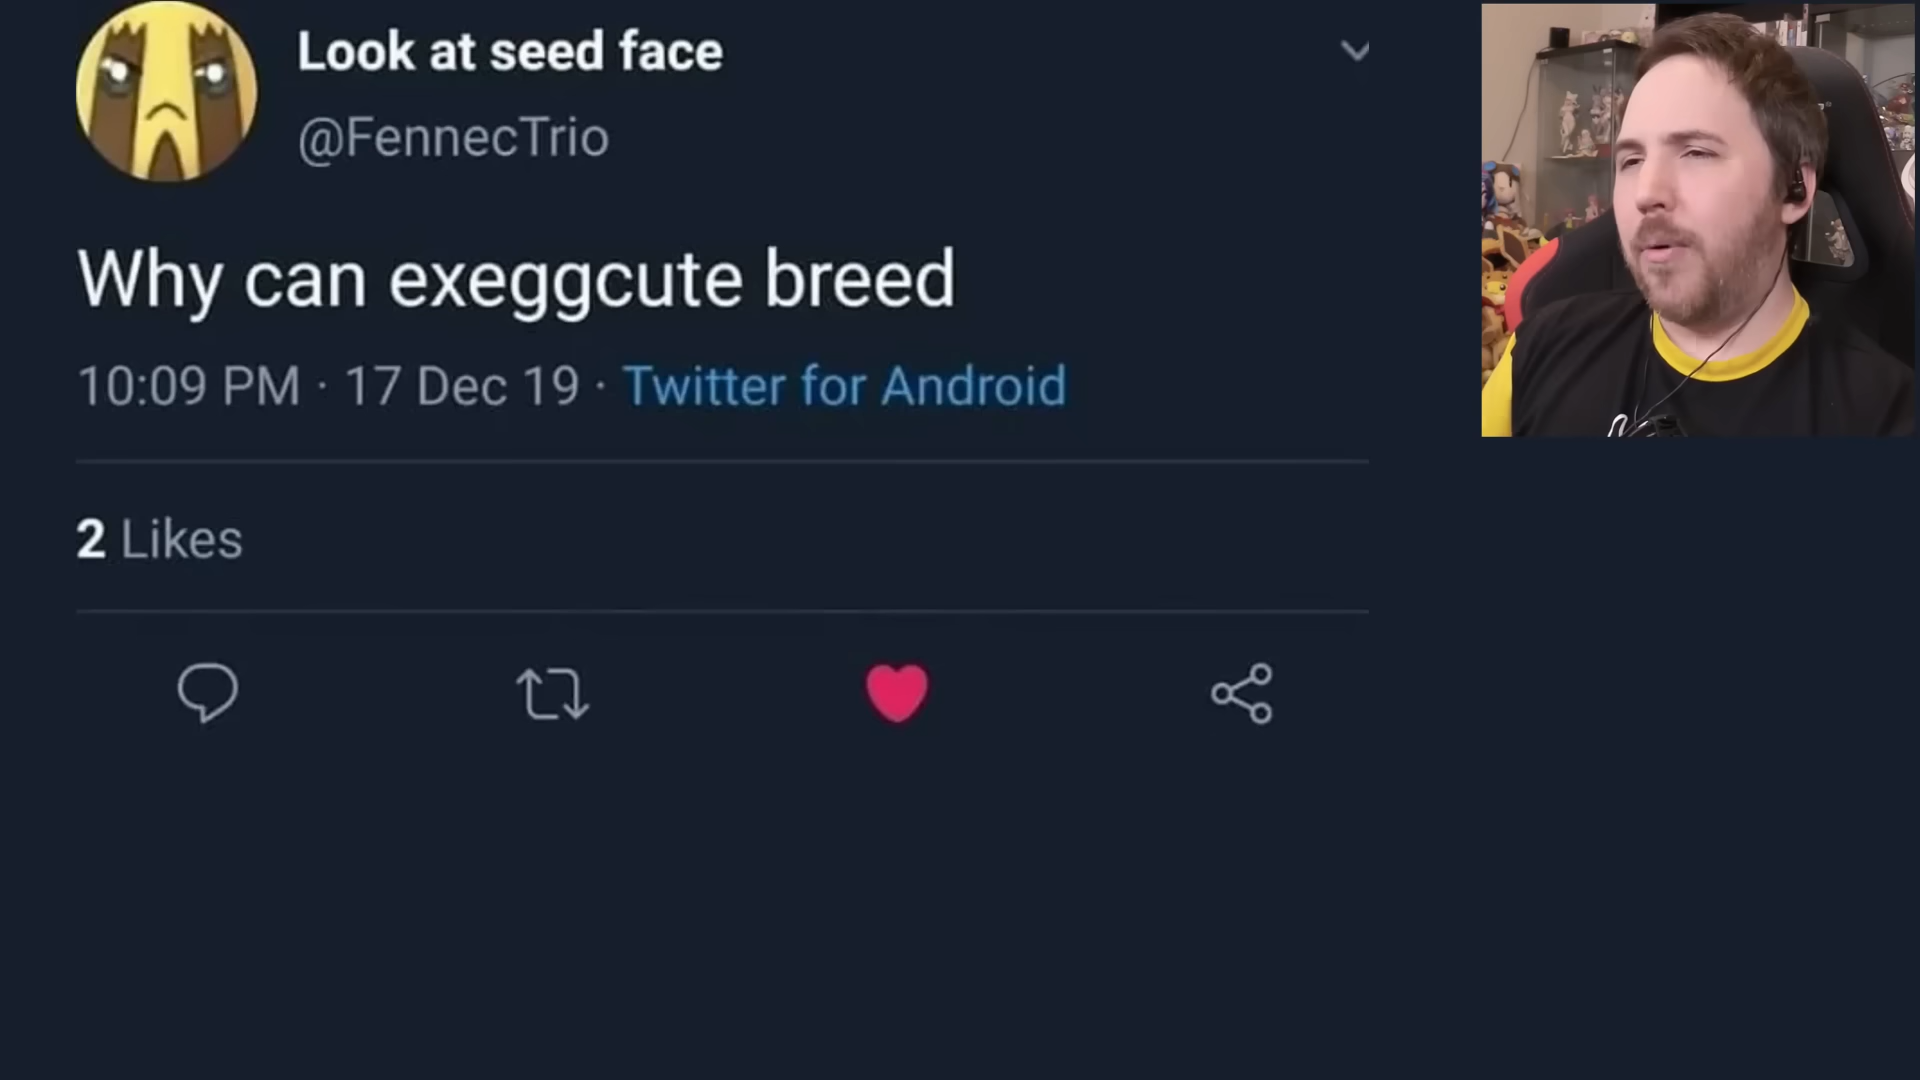 Look at seed face
@FennecTrio
Why can exeggcute breed
10:09 PM · 17 Dec 19 · Twitter for Android
2 Likes